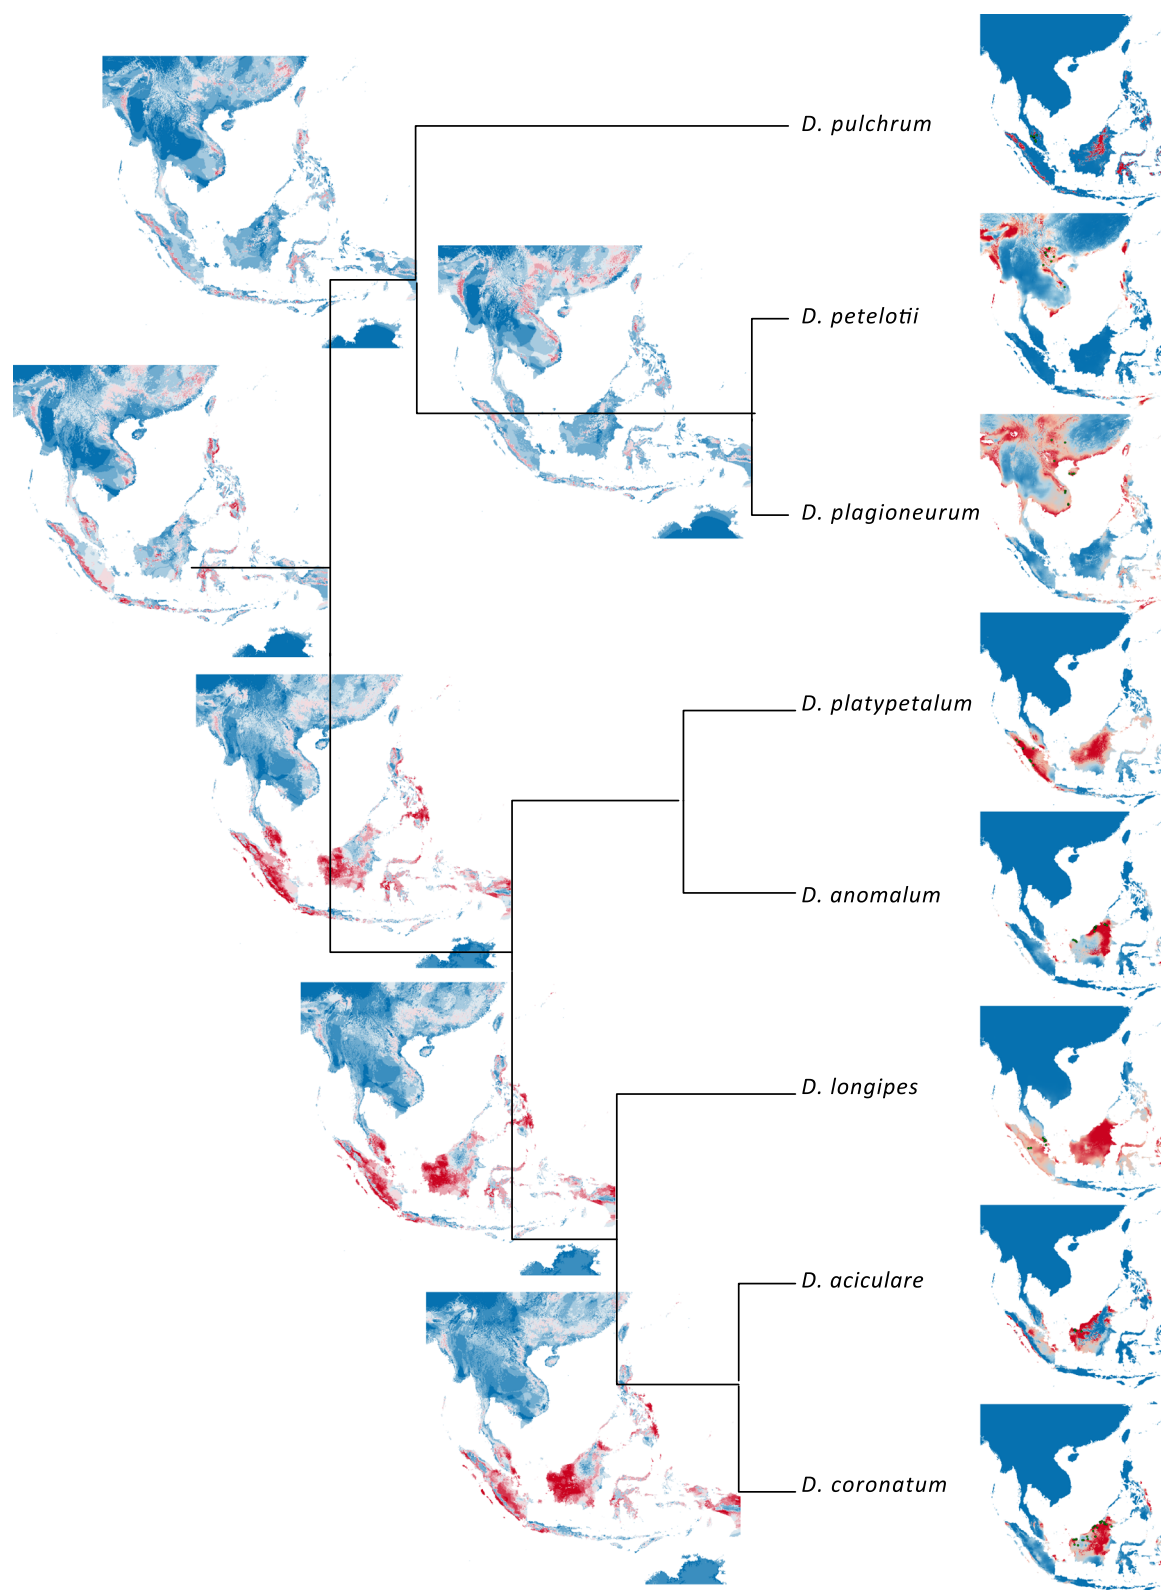 D. pulchrum
D. petelotii
D. plagioneurum
D. platypetalum
D. anomalum
D. longipes
D. aciculare
D. coronatum